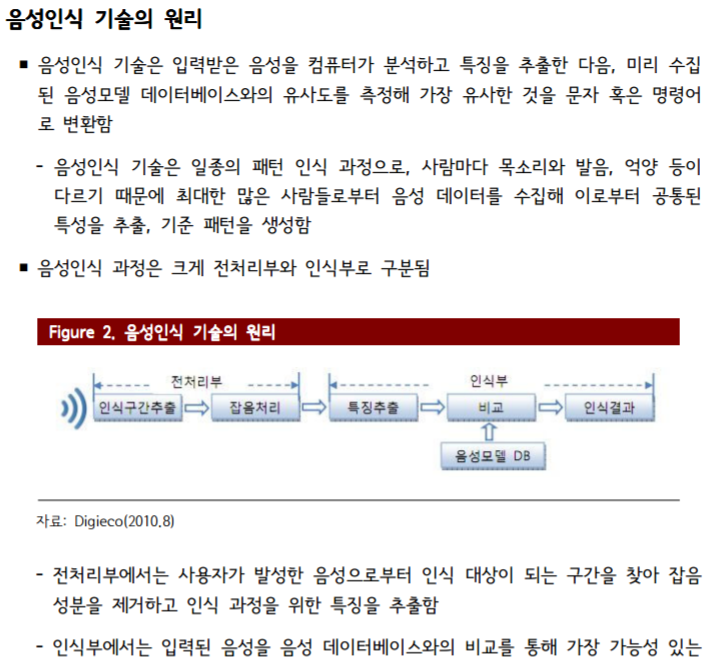 음성인식 기술의 원리
■ 음성인식 기술은 입력받은 음성을 컴퓨터가 분석하고 특징을 추출한 다음, 미리 수집
된 음성모델 데이터베이스와의 유사도를 측정해 가장 유사한 것을 문자 혹은 명령어
로 변환함
- 음성인식 기술은 일종의 패턴 인식 과정으로, 사람마다 목소리와 발음, 억양 등이
다르기 때문에 최대한 많은 사람들로부터 음성 데이터를 수집해 이로부터 공통된
특성을 추출, 기준 패턴을 생성함
■ 음성인식 과정은 크게 전처리부와 인식부로 구분됨
Figure 2. 음성인식 기술의 원리
전처리부 인식부
인식구간추출 잡음처리 특징추출 비교 인식결과
음성모델 DB
자료: Digieco(2010.8)
- 전처리부에서는 사용자가 발성한 음성으로부터 인식 대상이 되는 구간을 찾아 잡음
성분을 제거하고 인식 과정을 위한 특징을 추출함
- 인식부에서는 입력된 음성을 음성 데이터베이스와의 비교를 통해 가장 가능성 있는